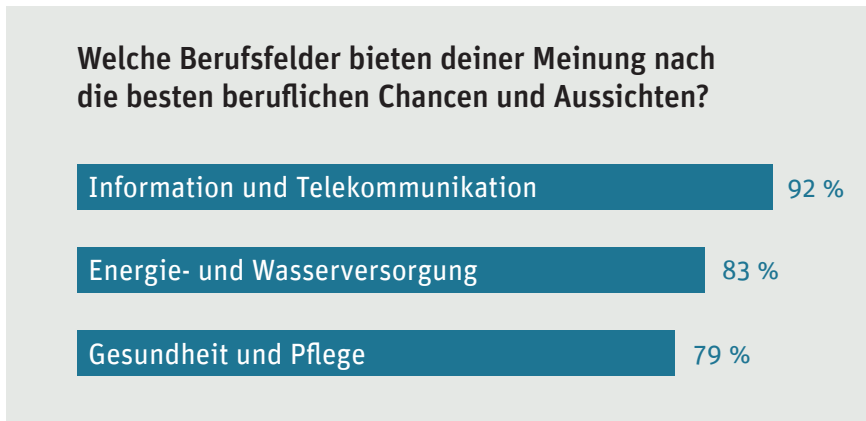 Welche Berufsfelder bieten deiner Meinung nach
die besten beruflichen Chancen und Aussichten?
Information und Telekommunikation 92 %
Energie- und Wasserversorgung 83 %
Gesundheit und Pflege 79 %